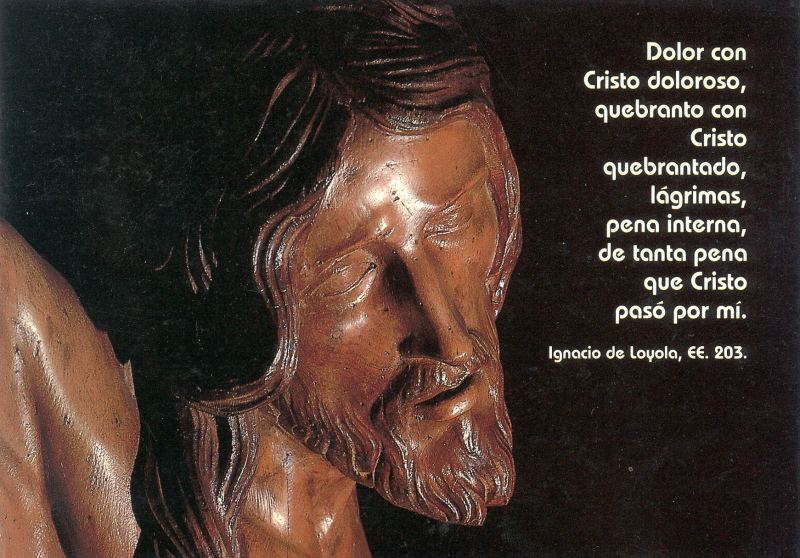 Dolor con
Cristo doloroso,
quebranto con
Cristo
quebrantado,
lágrimas,
pena interna,
de tanta pena
que Cristo
pasó por mí.
Ignacio de Loyola, EE. 203.